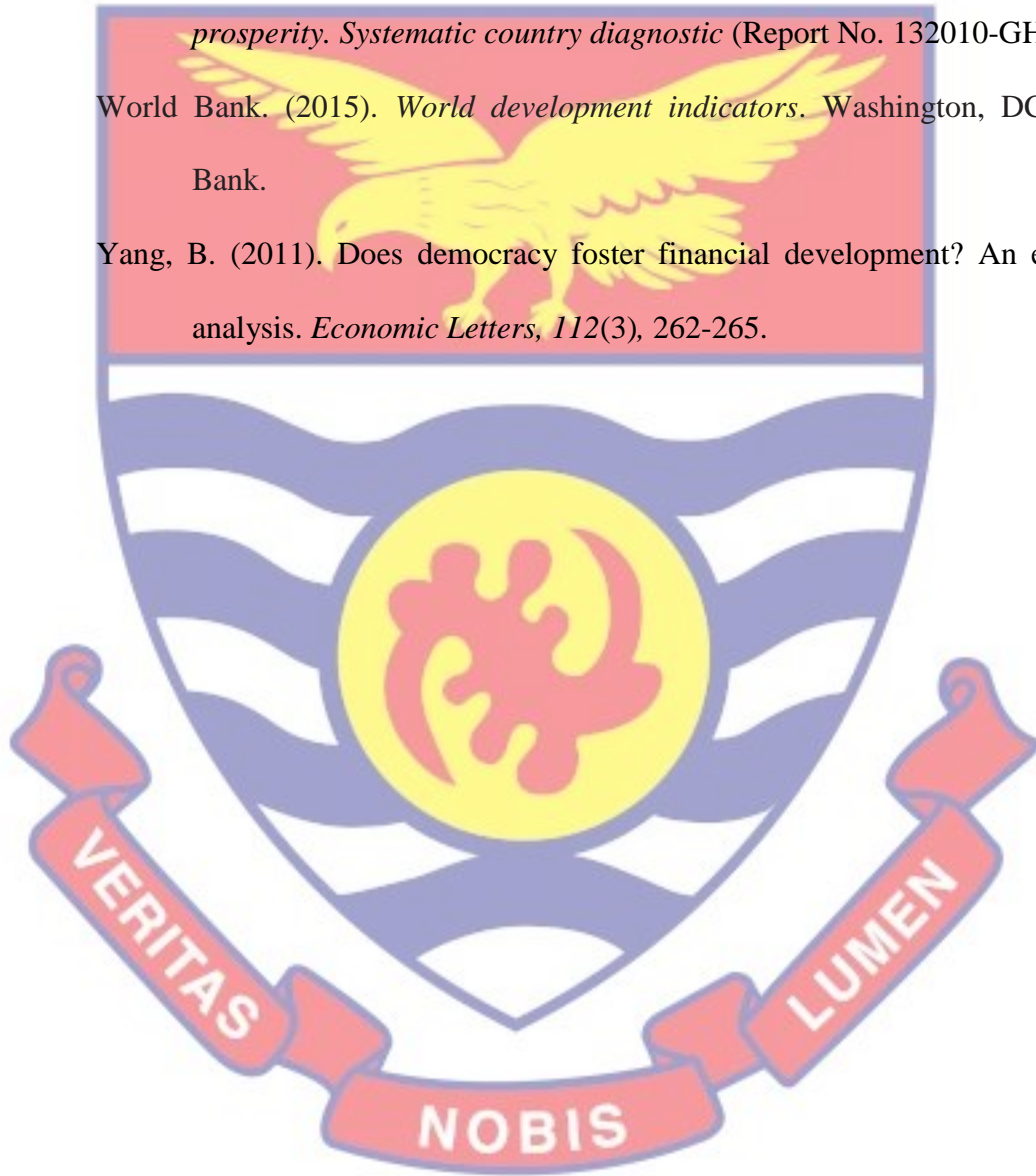 prosperity. Systematic country diagnostic (Report No. 132010-GH
World Bank. (2015). World development indicators. Washington, DC
Bank.
Yang, B. (2011). Does democracy foster financial development? An e
analysis. Economic Letters, 112(3), 262-265.
VERITAS
NOBIS
LUMEN